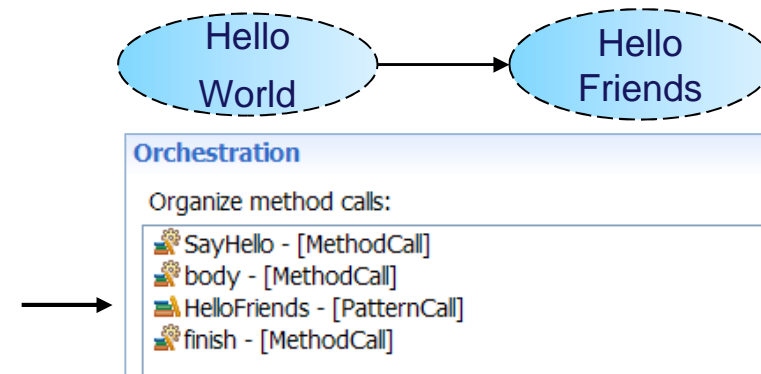 Hello
World
Hello
Friends
Orchestration
Organize method calls:
SayHello - [MethodCall]
body - [MethodCall]
HelloFriends - [PatternCall]
finish - [MethodCall]